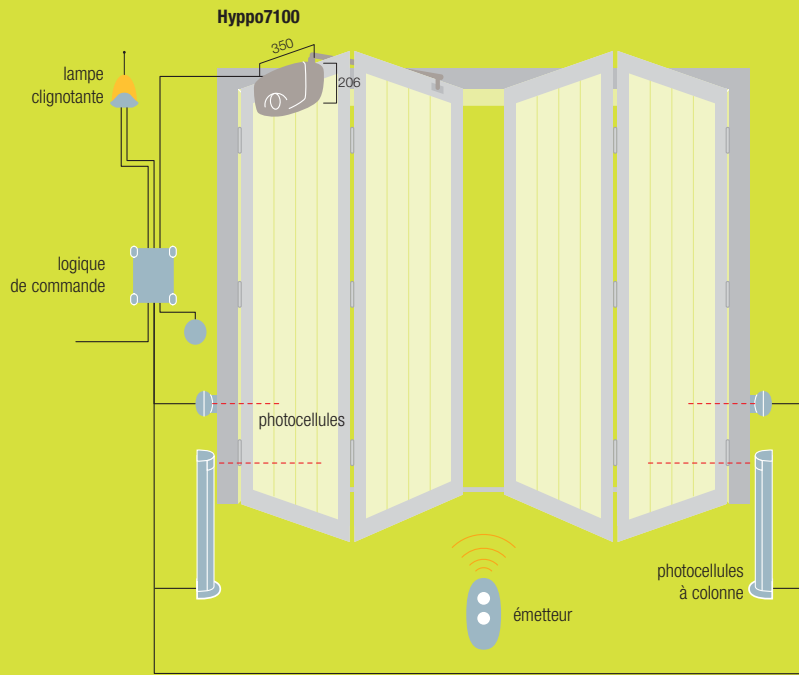 Hyppo7100
350
206
lampe
clignotante
logique
de commande
photocellules
photocellules
à colonne
émetteur